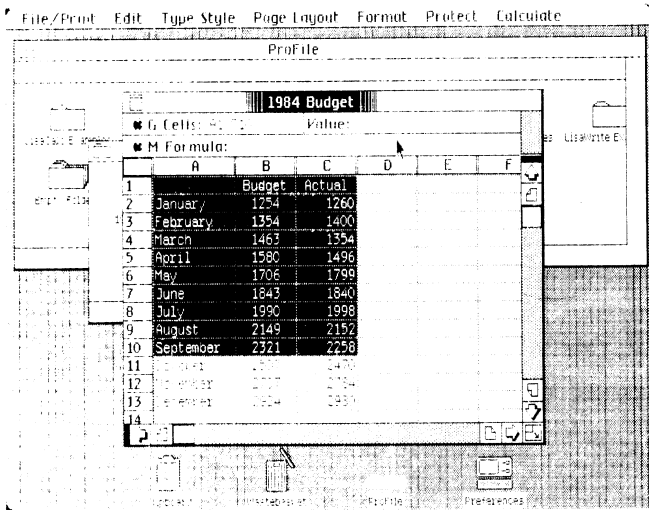 File/Print Edit Type Style Page Layout Format Protect Calculate
ProFile
1984 Budget
G Cells: Value:
M Formula:
LisaWrite
A B C D E F
1 Budget Actual
2 January 1254 1260
3 February 1354 1400
4 March 1463 1354
5 April 1580 1496
6 May 1706 1799
7 June 1843 1840
8 July 1990 1998
9 August 2149 2152
10 September 2321 2258
11
12
13
14
ProFile Preferences